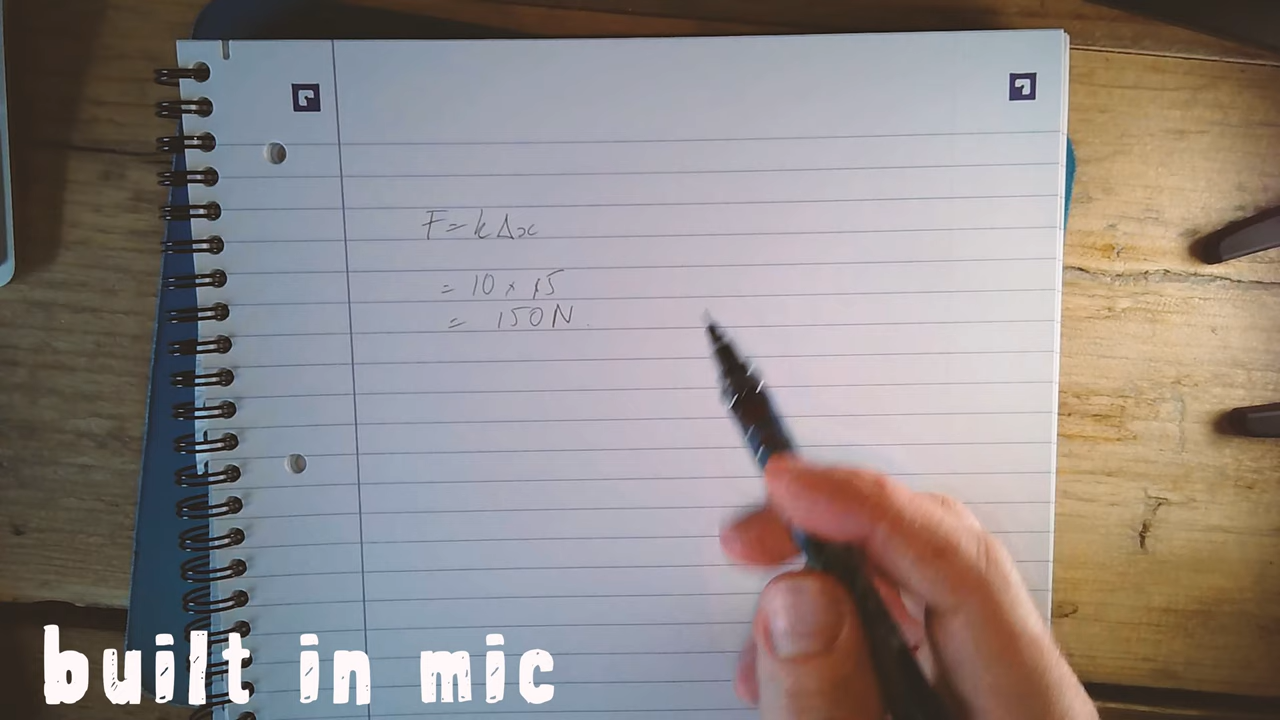 F = kΔx
= 10 × 15
= 150N.
built in mic